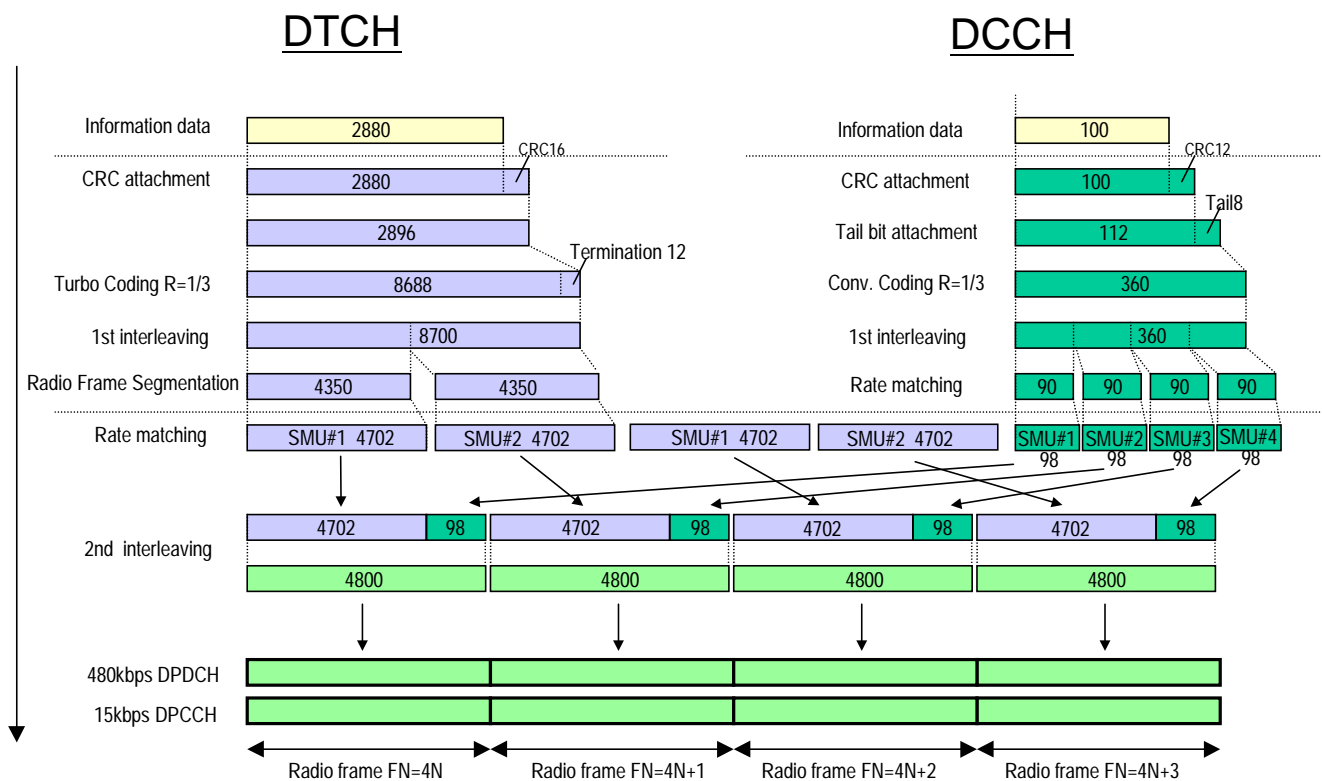 DTCH DCCH
Information data 2880 Information data 100
CRC16 CRC12
CRC attachment 2880 CRC attachment 100
Tail8
2896 Tail bit attachment 112
Termination 12
Turbo Coding R=1/3 8688 Conv. Coding R=1/3 360
1st interleaving 8700 1st interleaving 360
Radio Frame Segmentation 4350 4350 Rate matching 90 90 90 90
Rate matching SMU#1 4702 SMU#2 4702 SMU#1 4702 SMU#2 4702 SMU#1 SMU#2 SMU#3 SMU#4
98 98 98 98
4702 98 4702 98 4702 98 4702 98
2nd interleaving
4800 4800 4800 4800
480kbps DPDCH
15kbps DPCCH
Radio frame FN=4N Radio frame FN=4N+1 Radio frame FN=4N+2 Radio frame FN=4N+3